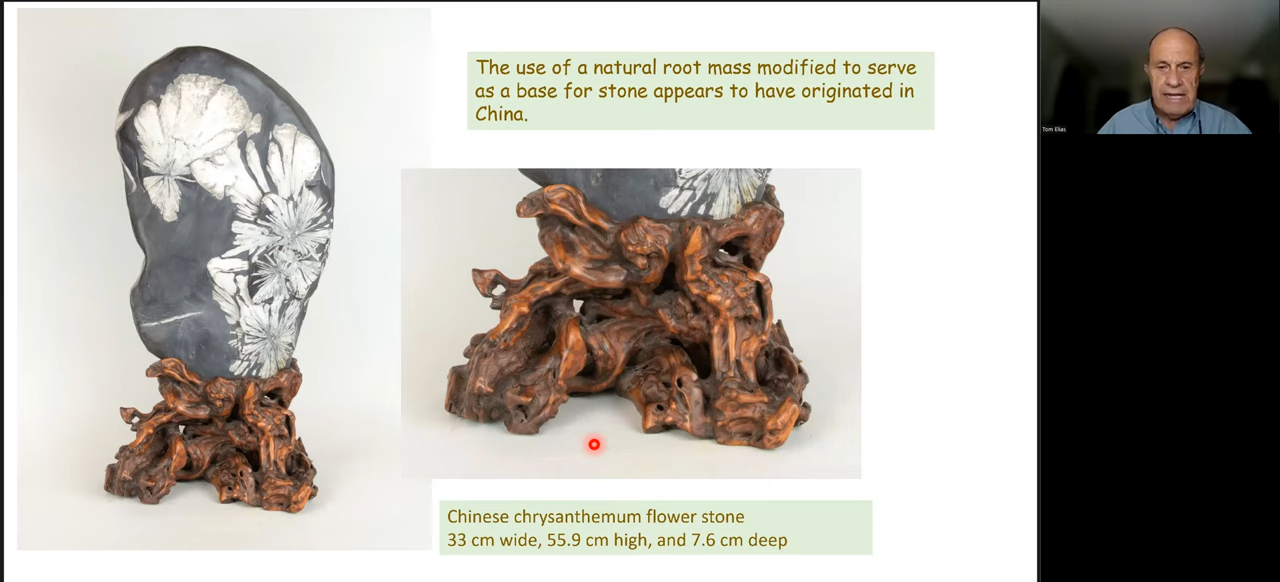 The use of a natural root mass modified to serve
as a base for stone appears to have originated in
China.
Tom Elias
Chinese chrysanthemum flower stone
33 cm wide, 55.9 cm high, and 7.6 cm deep